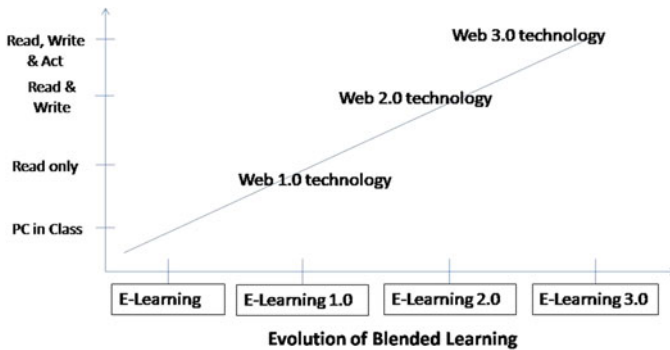 Read, Write
& Act
Web 3.0 technology
Read &
Write
Web 2.0 technology
Read only
Web 1.0 technology
PC in Class
E-Learning
E-Learning 1.0
E-Learning 2.0
E-Learning 3.0
Evolution of Blended Learning